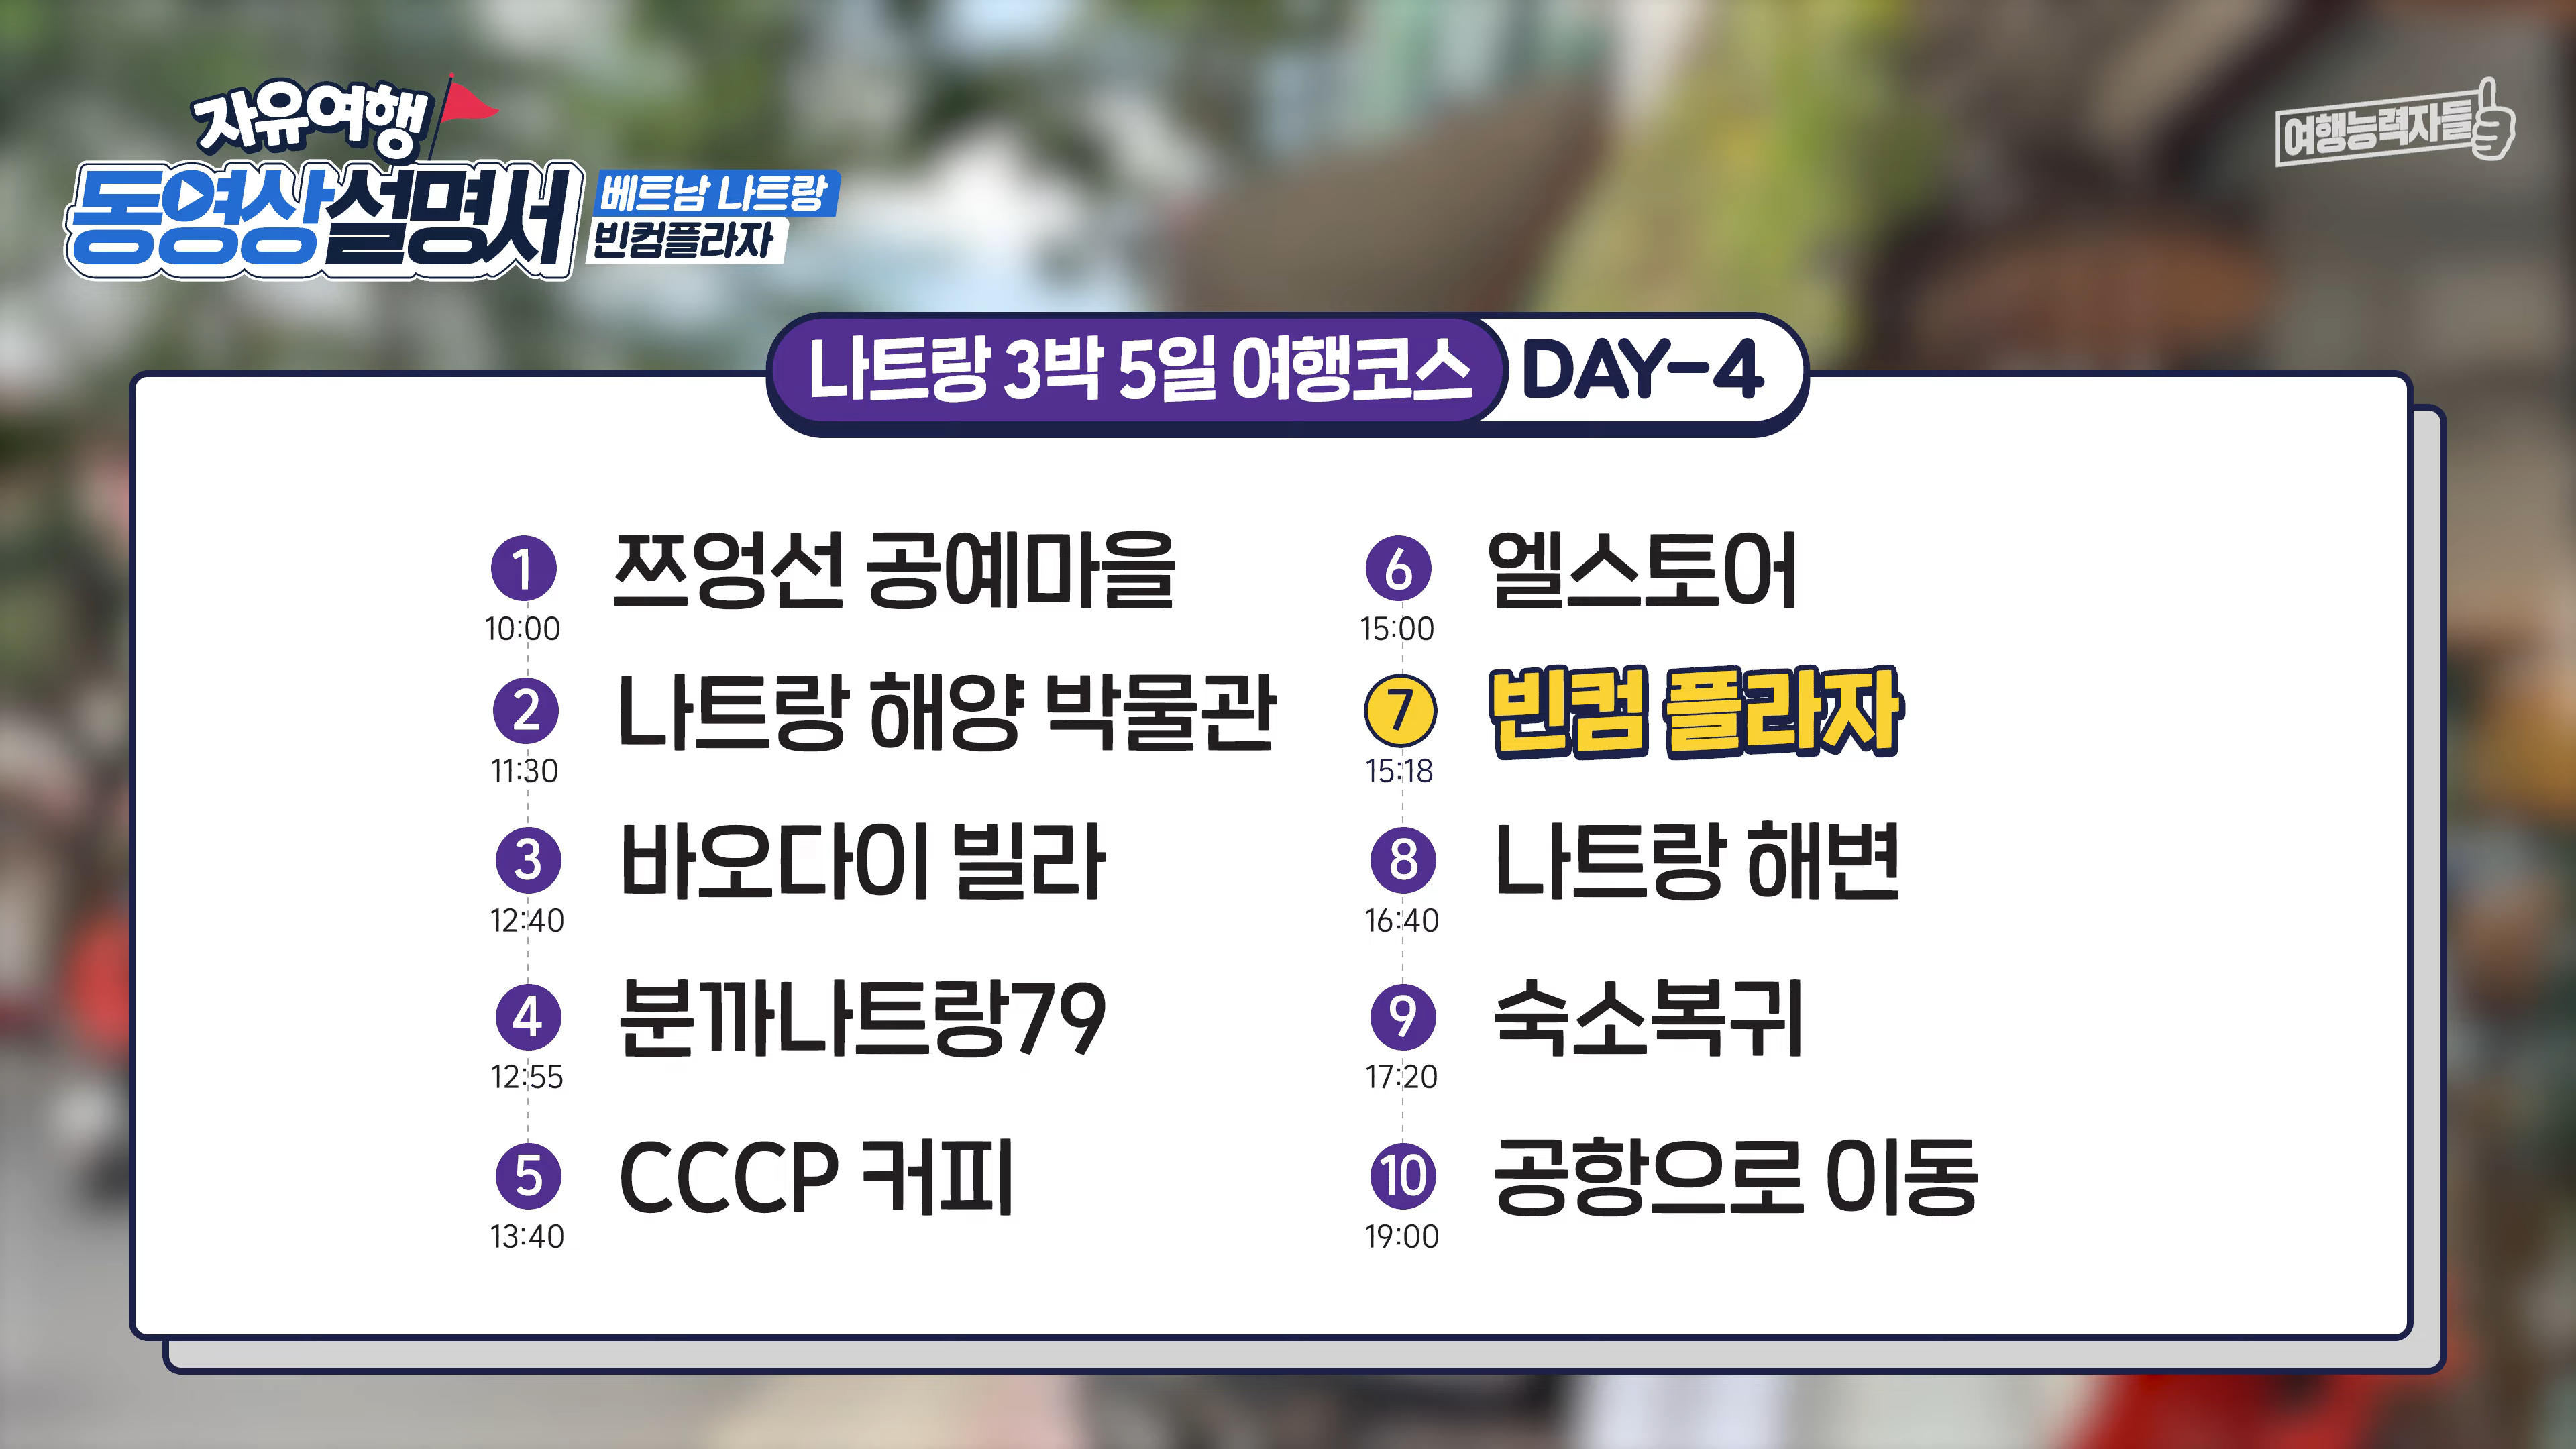 자유여행
동영상설명서
베트남 나트랑
빈컴플라자
여행능력자들
나트랑 3박 5일 여행코스 DAY-4
1 쯔엉선 공예마을
10:00
2 나트랑 해양 박물관
11:30
3 바오다이 빌라
12:40
4 분까나트랑79
12:55
5 CCCP 커피
13:40
6 엘스토어
15:00
7 빈컴 플라자
15:18
8 나트랑 해변
16:40
9 숙소복귀
17:20
10 공항으로 이동
19:00